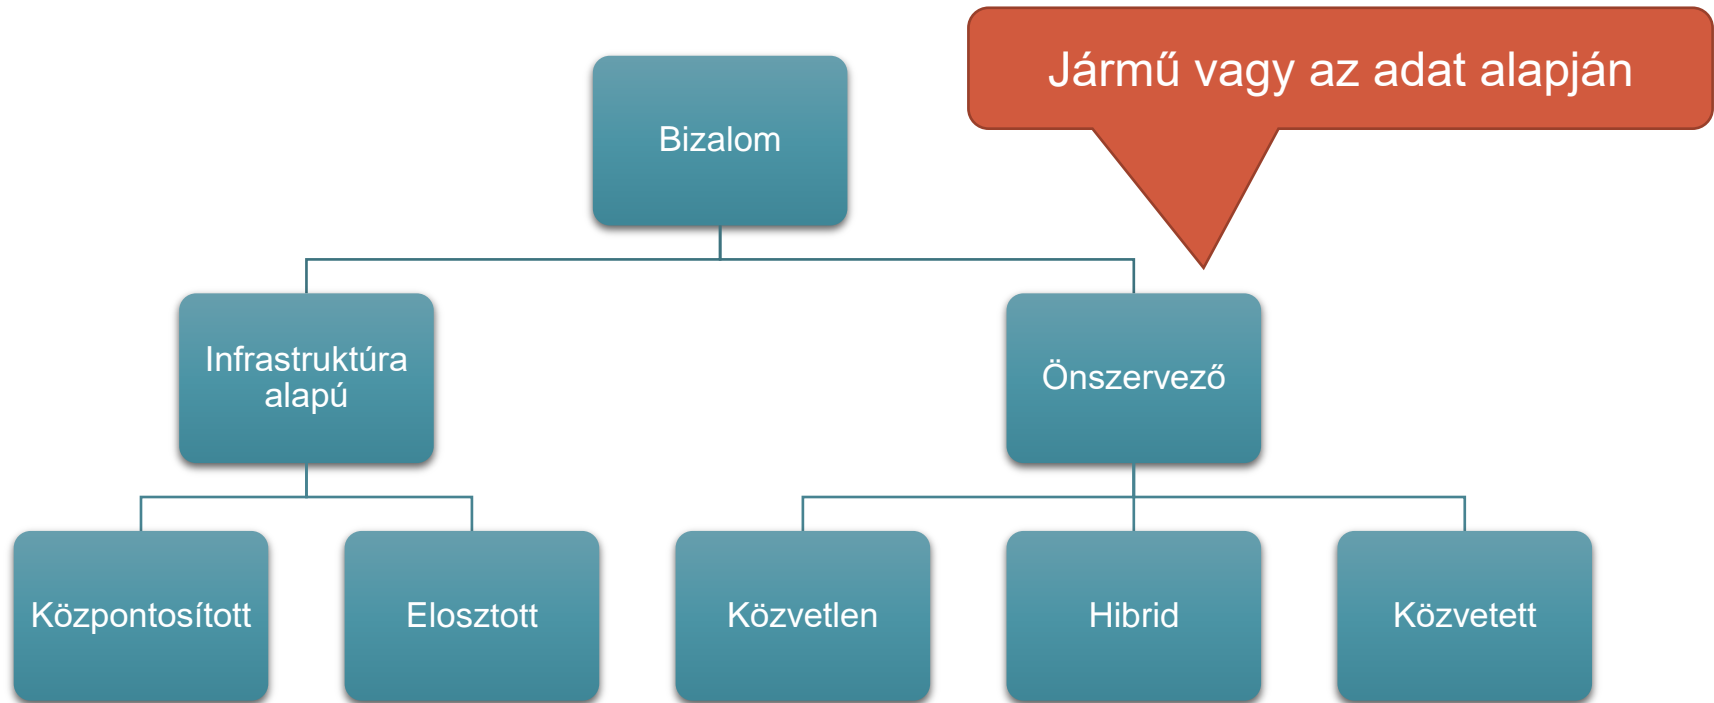 Jármű vagy az adat alapján
Bizalom
Infrastruktúra
alapú
Önszervező
Központosított
Elosztott
Közvetlen
Hibrid
Közvetett